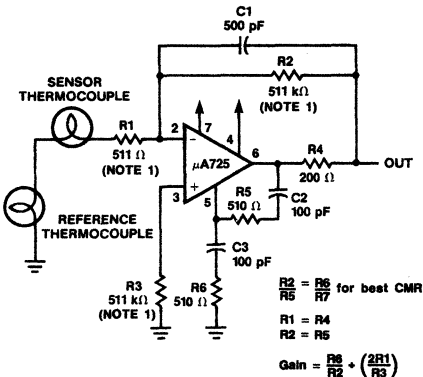 C1
500 pF
R2
511 kΩ
(NOTE 1)
SENSOR
THERMOCOUPLE
R1
511 Ω
(NOTE 1)
2
7
4
−
μA725
6
+
3
5
R4
200 Ω
OUT
R5
510 Ω
C2
100 pF
REFERENCE
THERMOCOUPLE
C3
100 pF
R3
511 kΩ
(NOTE 1)
R6
510 Ω
R2/R5 = R6/R7 for best CMR
R1 = R4
R2 = R5
Gain = R6/R2 + (2R1/R3)